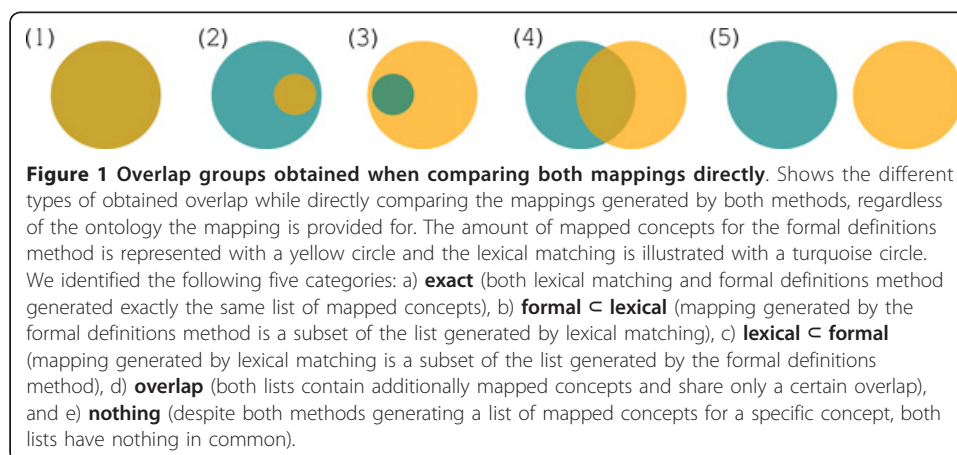 (1) (2) (3) (4) (5)
Figure 1 Overlap groups obtained when comparing both mappings directly. Shows the different
types of obtained overlap while directly comparing the mappings generated by both methods, regardless
of the ontology the mapping is provided for. The amount of mapped concepts for the formal definitions
method is represented with a yellow circle and the lexical matching is illustrated with a turquoise circle.
We identified the following five categories: a) exact (both lexical matching and formal definitions method
generated exactly the same list of mapped concepts), b) formal ⊂ lexical (mapping generated by the
formal definitions method is a subset of the list generated by lexical matching), c) lexical ⊂ formal
(mapping generated by lexical matching is a subset of the list generated by the formal definitions
method), d) overlap (both lists contain additionally mapped concepts and share only a certain overlap),
and e) nothing (despite both methods generating a list of mapped concepts for a specific concept, both
lists have nothing in common).